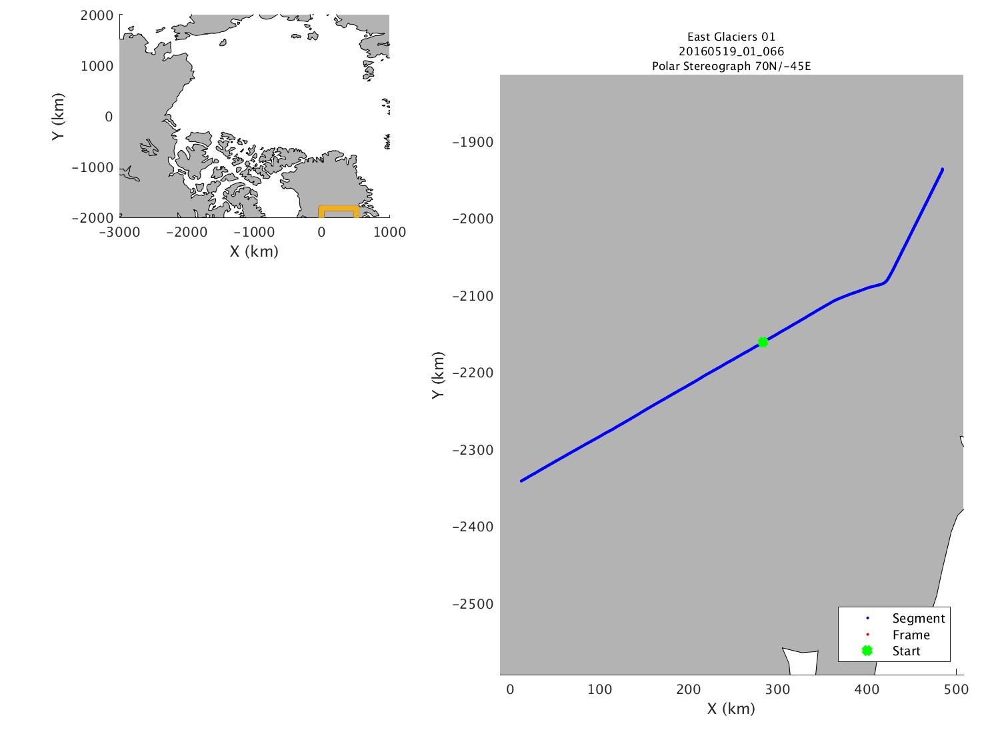 2000
1000
0
−1000
−2000
−3000 −2000 −1000 0 1000
X (km)
Y (km)
East Glaciers 01
20160519_01_066
Polar Stereograph 70N/−45E
−1900
−2000
−2100
−2200
−2300
−2400
−2500
Y (km)
Segment
Frame
Start
0 100 200 300 400 500
X (km)